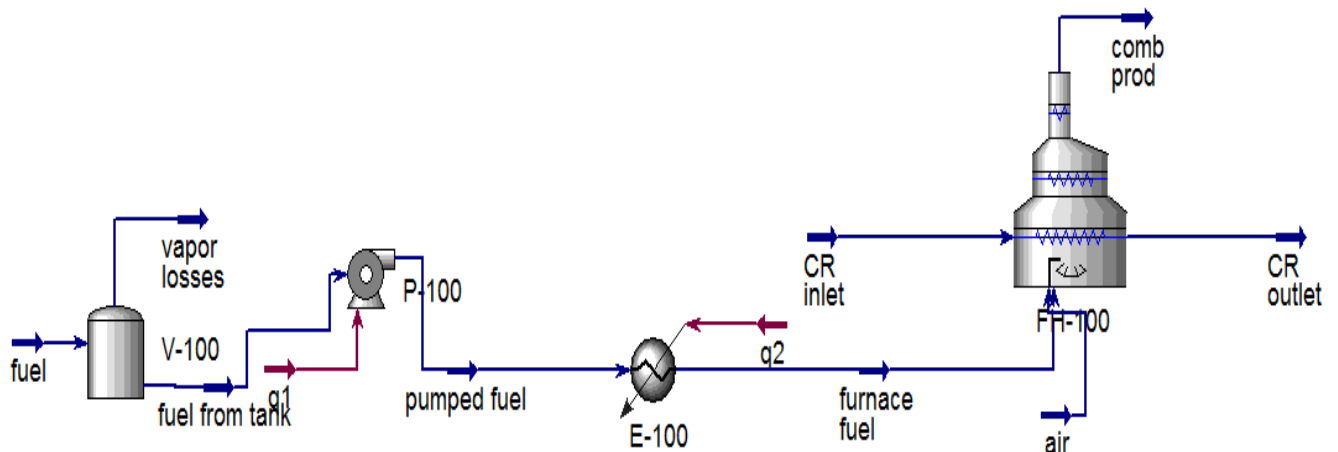 comb
prod
vapor
losses
P-100
CR
inlet
CR
outlet
FH-100
fuel
V-100
q1
fuel from tank
pumped fuel
q2
E-100
furnace
fuel
air